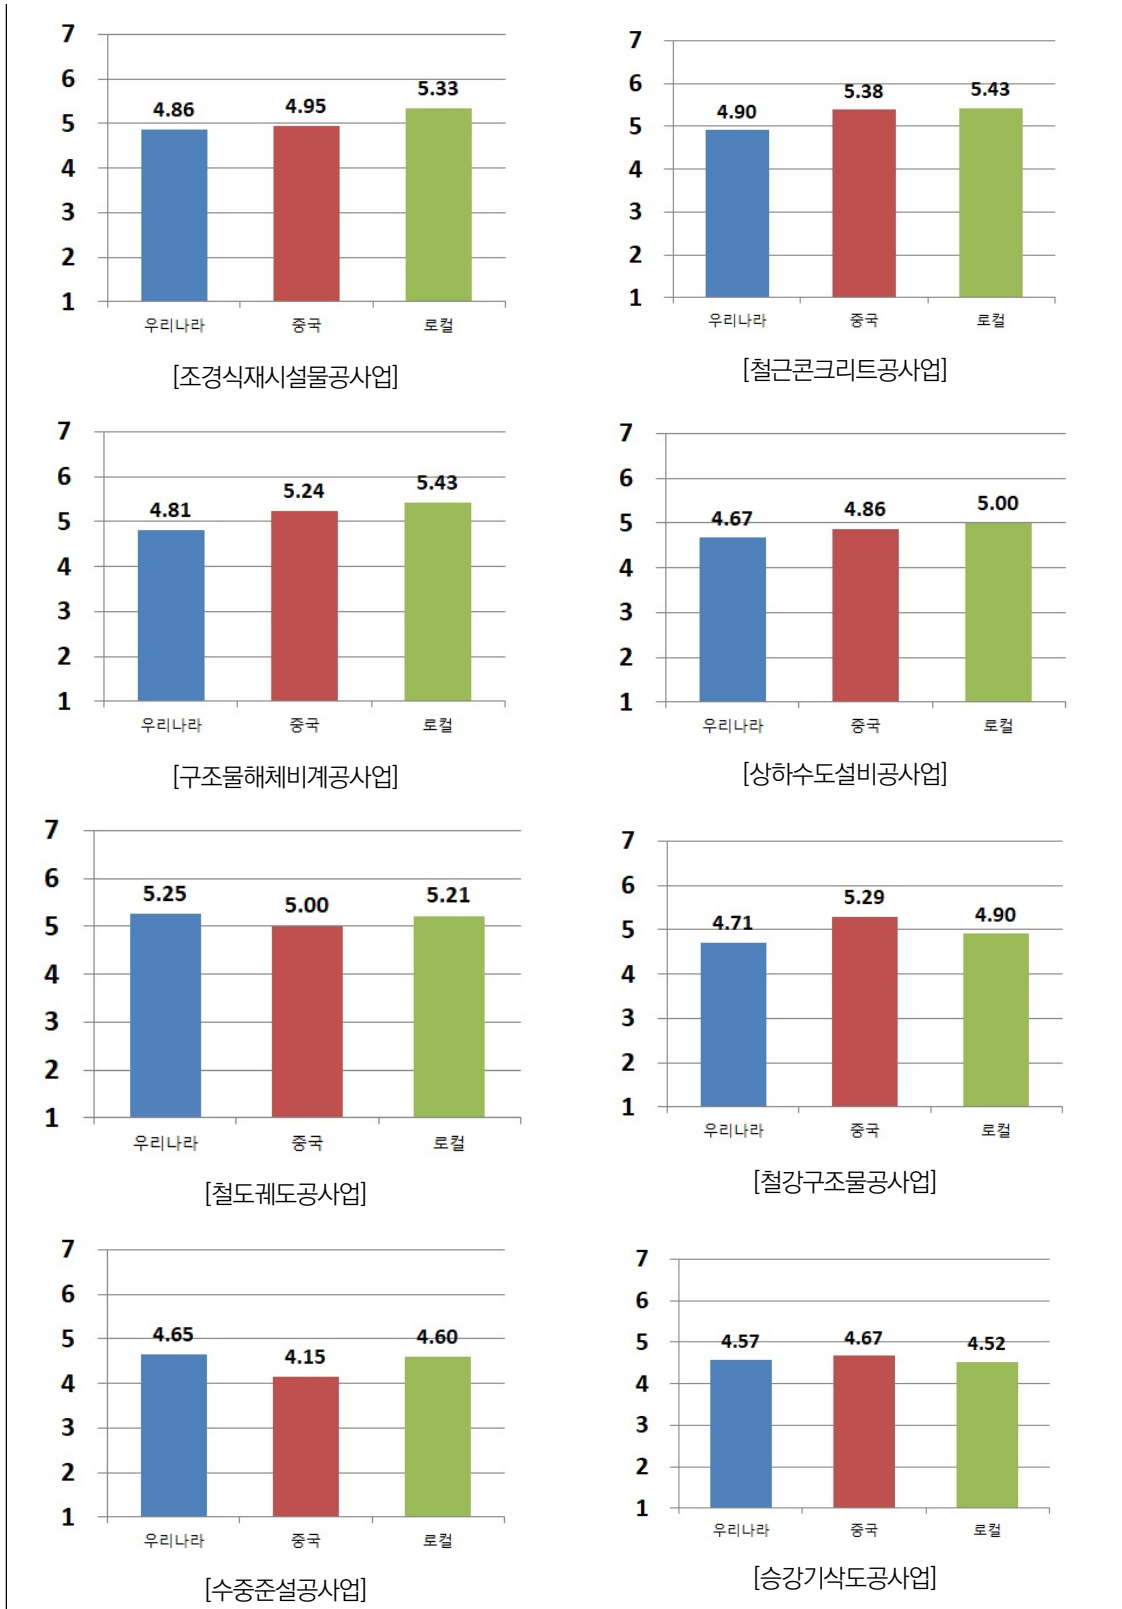 7
6
5
4
3
2
1
4.86
4.95
5.33
우리나라
중국
로컬
[조경식재시설물공사업]
7
6
5
4
3
2
1
4.90
5.38
5.43
우리나라
중국
로컬
[철근콘크리트공사업]
7
6
5
4
3
2
1
4.81
5.24
5.43
우리나라
중국
로컬
[구조물해체비계공사업]
7
6
5
4
3
2
1
4.67
4.86
5.00
우리나라
중국
로컬
[상하수도설비공사업]
7
6
5
4
3
2
1
5.25
5.00
5.21
우리나라
중국
로컬
[철도궤도공사업]
7
6
5
4
3
2
1
4.71
5.29
4.90
우리나라
중국
로컬
[철강구조물공사업]
7
6
5
4
3
2
1
4.65
4.15
4.60
우리나라
중국
로컬
[수중준설공사업]
7
6
5
4
3
2
1
4.57
4.67
4.52
우리나라
중국
로컬
[승강기삭도공사업]